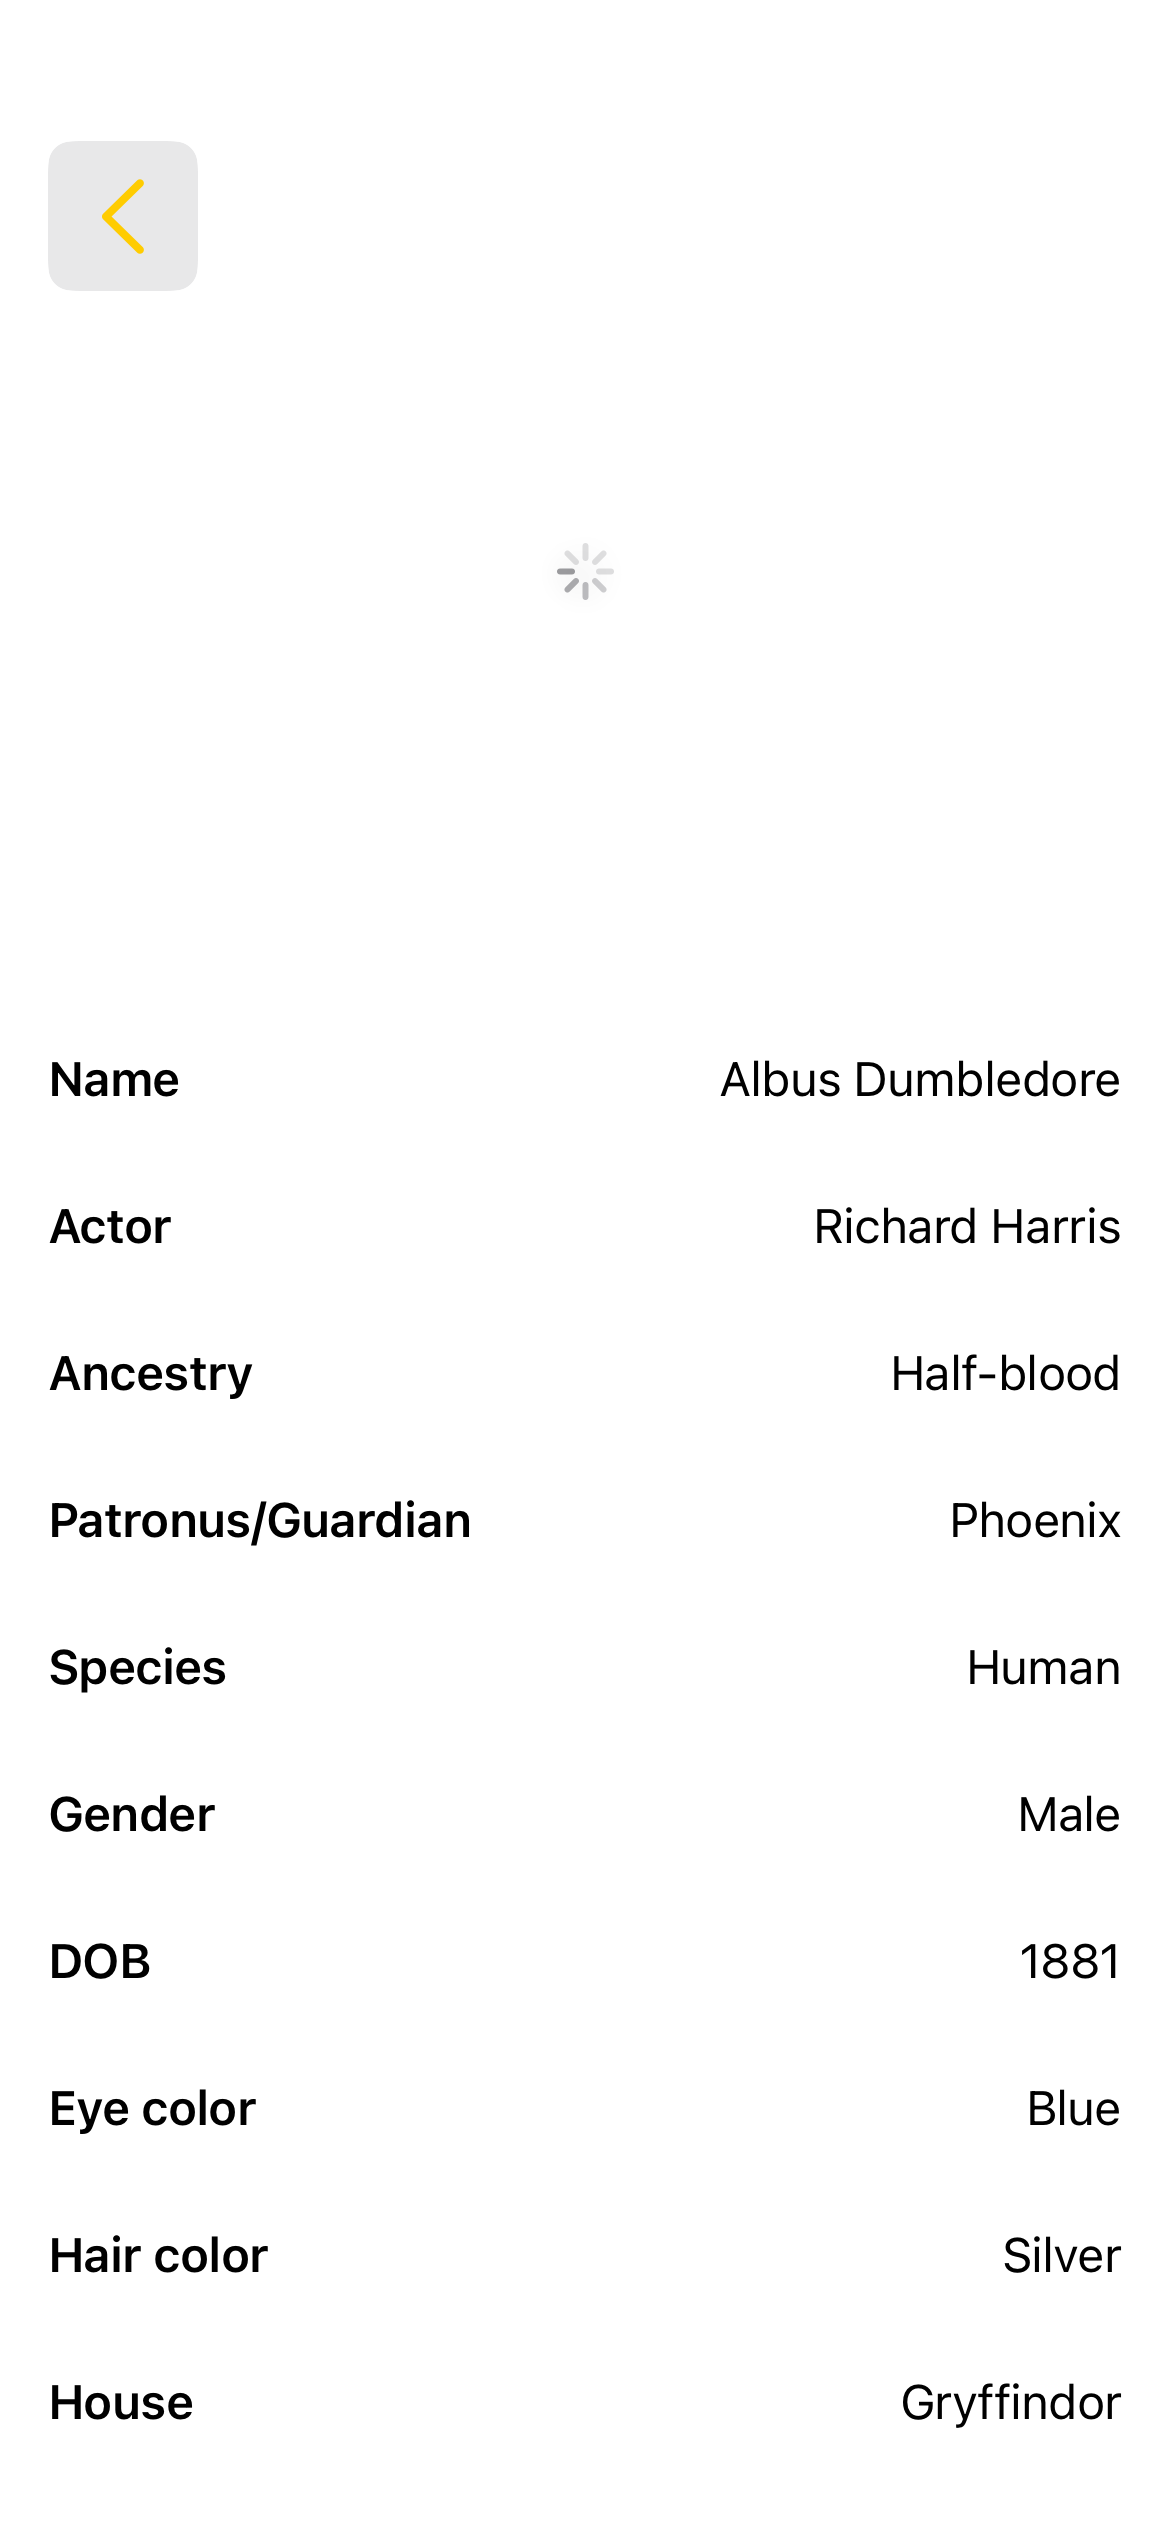 Name Albus Dumbledore
Actor Richard Harris
Ancestry Half-blood
Patronus/Guardian Phoenix
Species Human
Gender Male
DOB 1881
Eye color Blue
Hair color Silver
House Gryffindor